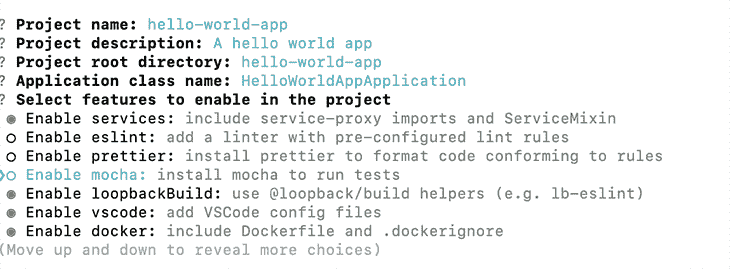 ? Project name: hello-world-app
? Project description: A hello world app
? Project root directory: hello-world-app
? Application class name: HelloWorldAppApplication
? Select features to enable in the project
◉ Enable services: include service-proxy imports and ServiceMixin
◯ Enable eslint: add a linter with pre-configured lint rules
◯ Enable prettier: install prettier to format code conforming to rules
❯◯ Enable mocha: install mocha to run tests
◉ Enable loopbackBuild: use @loopback/build helpers (e.g. lb-eslint)
◉ Enable vscode: add VSCode config files
◉ Enable docker: include Dockerfile and .dockerignore
(Move up and down to reveal more choices)